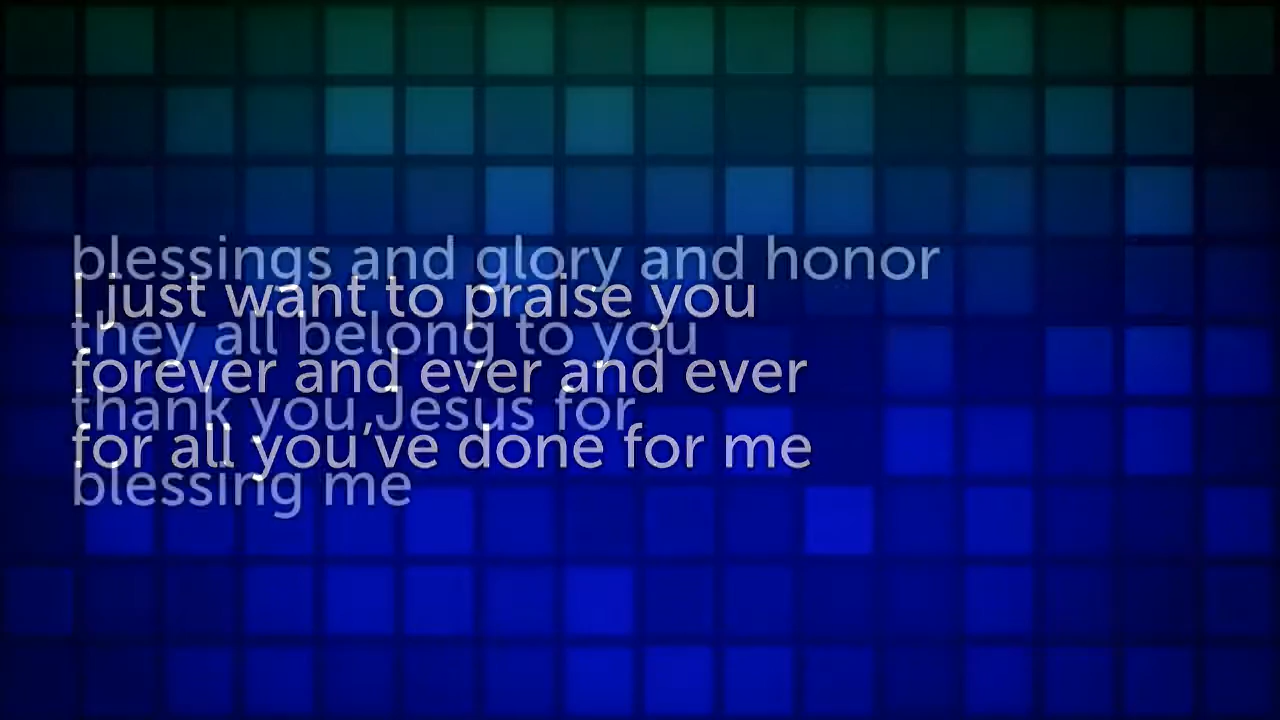 blessings and glory and honor
I just want to praise you
they all belong to you
forever and ever and ever
thank you Jesus for
for all you've done for me
blessing me